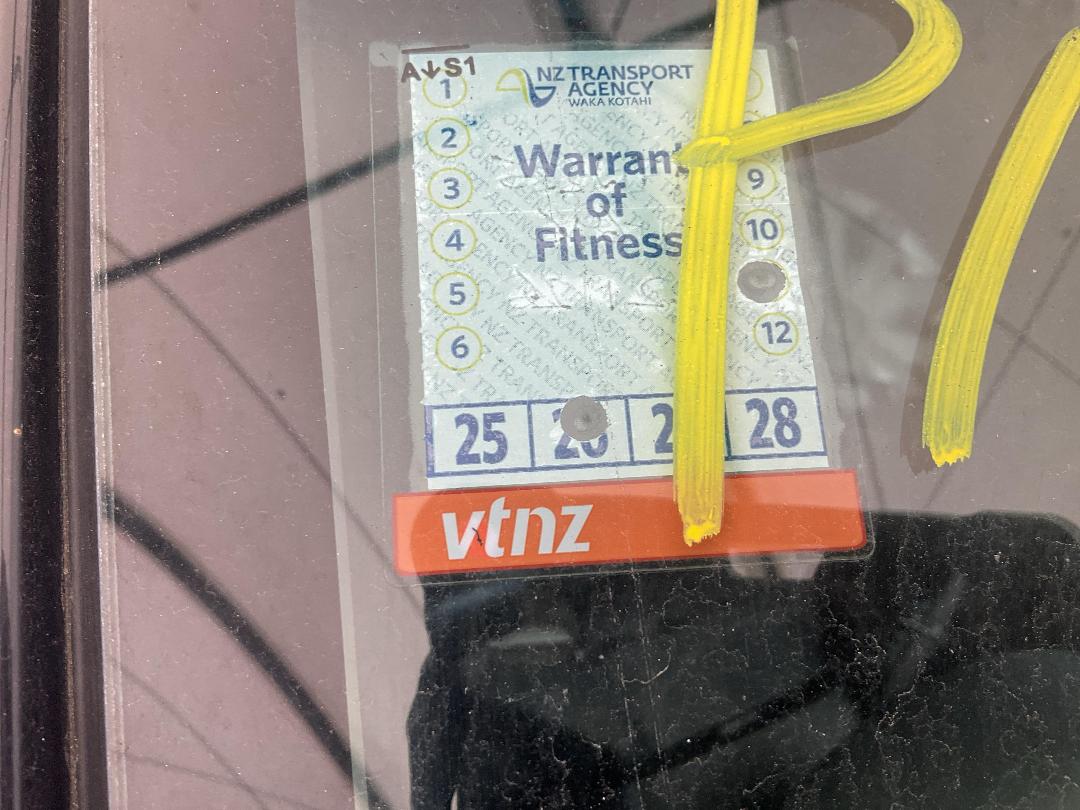 A↓S1
NZ TRANSPORT
AGENCY
WAKA KOTAHI
Warrant
of
Fitness
1
2
3
4
5
6
9
10
12
25 28
vtnz